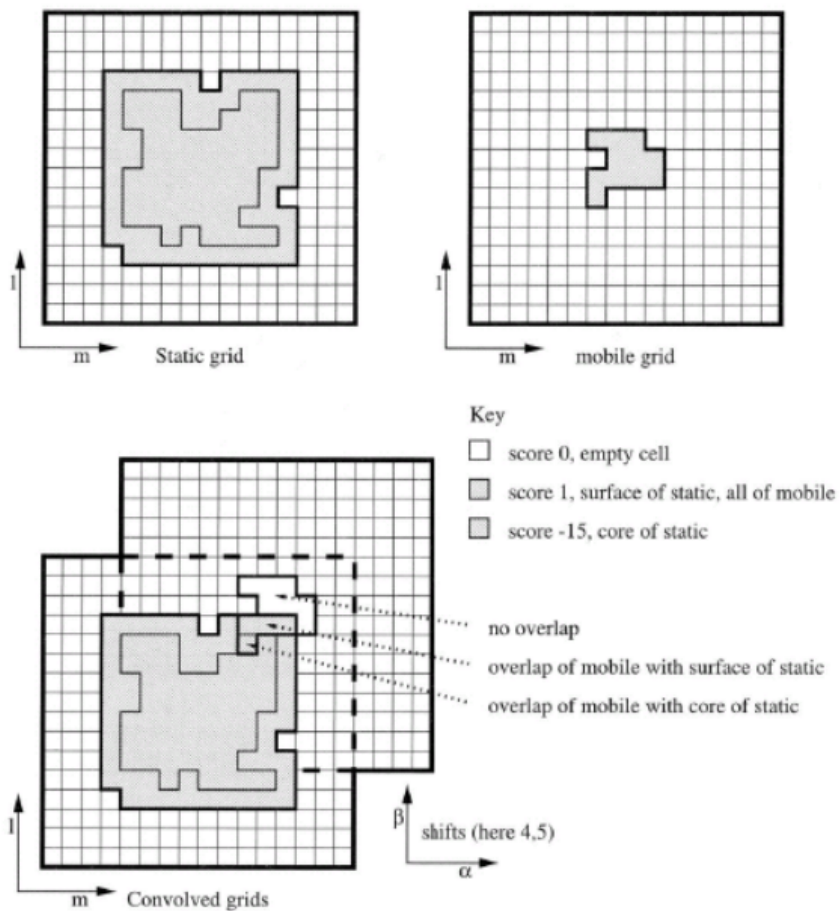 l
m
Static grid
l
m
mobile grid
Key
score 0, empty cell
score 1, surface of static, all of mobile
score -15, core of static
no overlap
overlap of mobile with surface of static
overlap of mobile with core of static
l
m
Convolved grids
β
shifts (here 4,5)
α